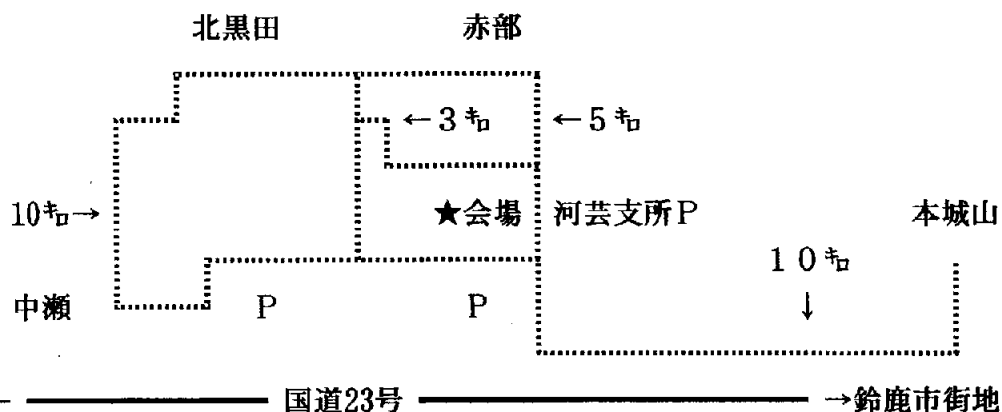 北黒田 赤部
←3㌔ ←5㌔
10㌔→ ★会場 河芸支所P 本城山
10㌔
↓
中瀬 P P
国道23号 →鈴鹿市街地